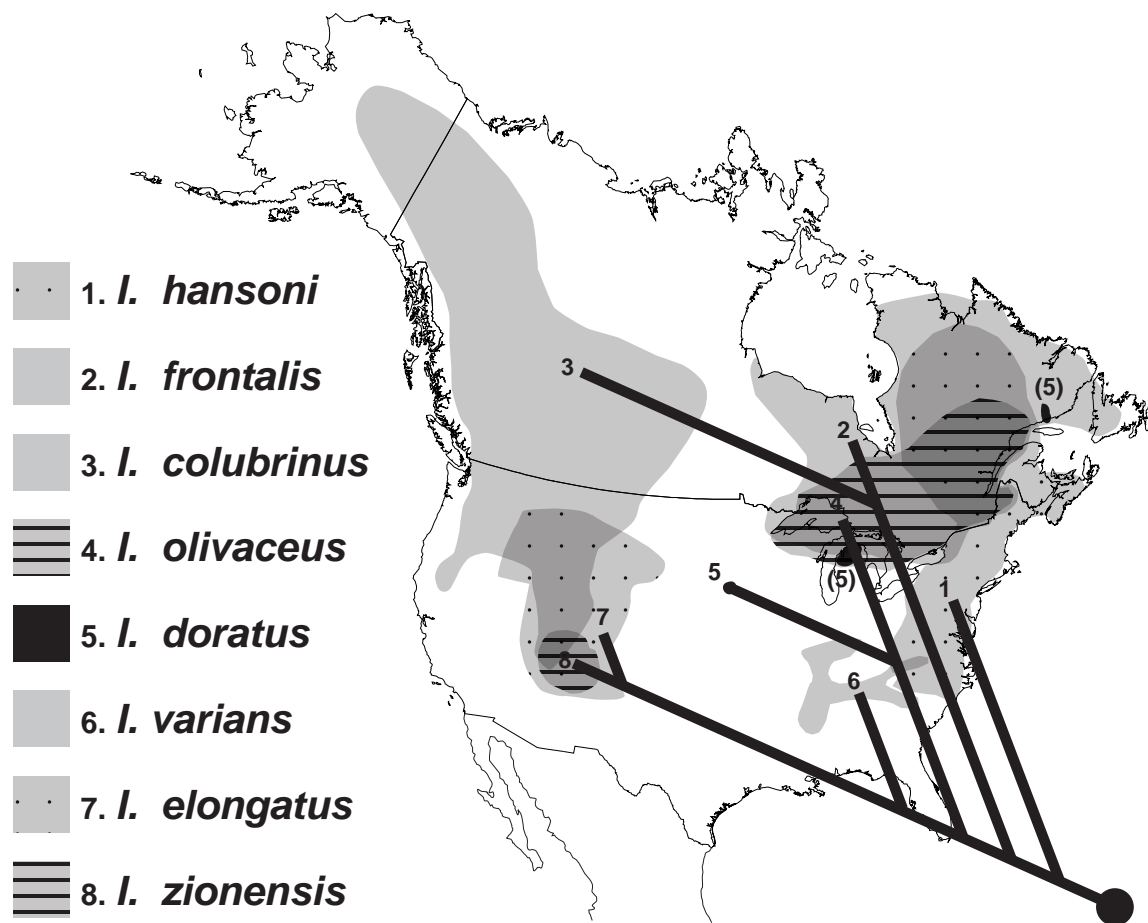 1. I. hansoni
2. I. frontalis
3. I. colubrinus
4. I. olivaceus
5. I. doratus
6. I. varians
7. I. elongatus
8. I. zionensis
3
(5)
2
4
5
(5)
1
7
8
6